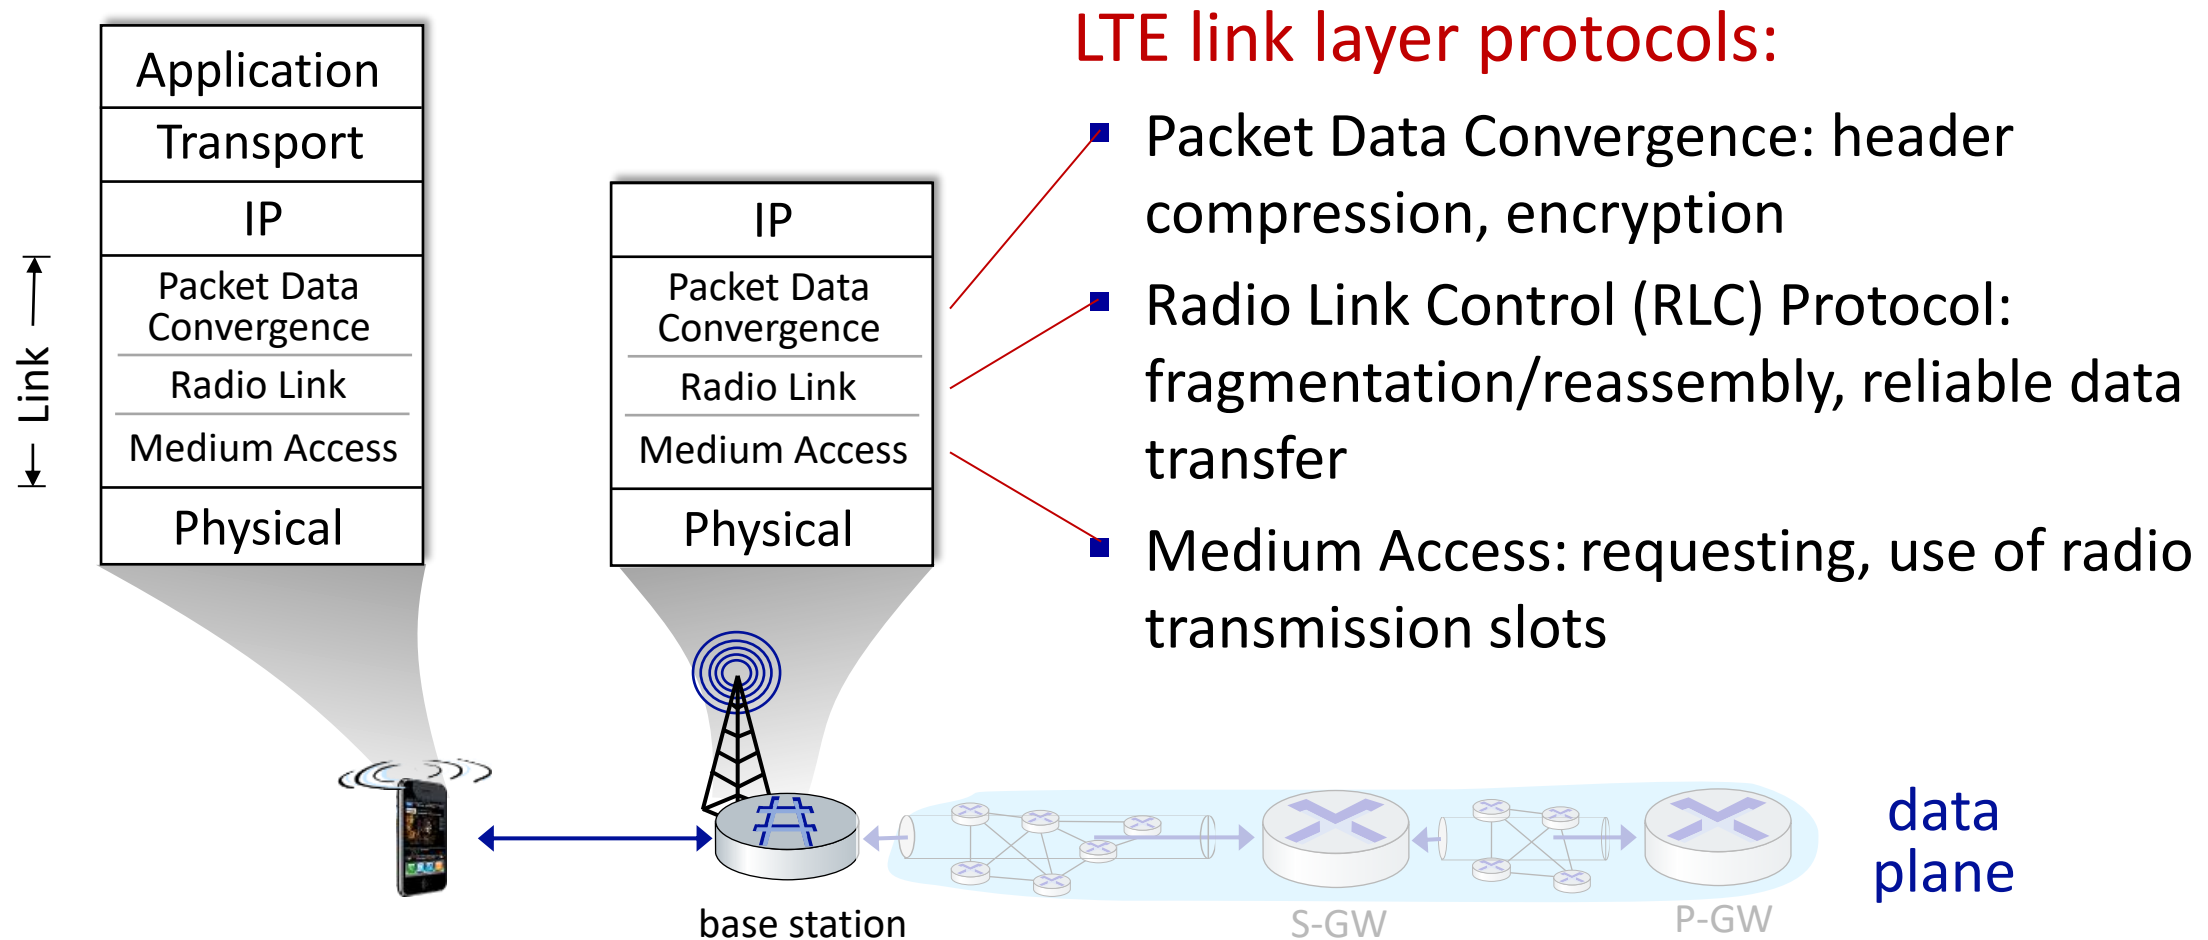 Application
Transport
IP
Packet Data
Convergence
Radio Link
Medium Access
Physical
Link
IP
Packet Data
Convergence
Radio Link
Medium Access
Physical
LTE link layer protocols:
Packet Data Convergence: header
compression, encryption
Radio Link Control (RLC) Protocol:
fragmentation/reassembly, reliable data
transfer
Medium Access: requesting, use of radio
transmission slots
base station
S-GW
P-GW
data
plane